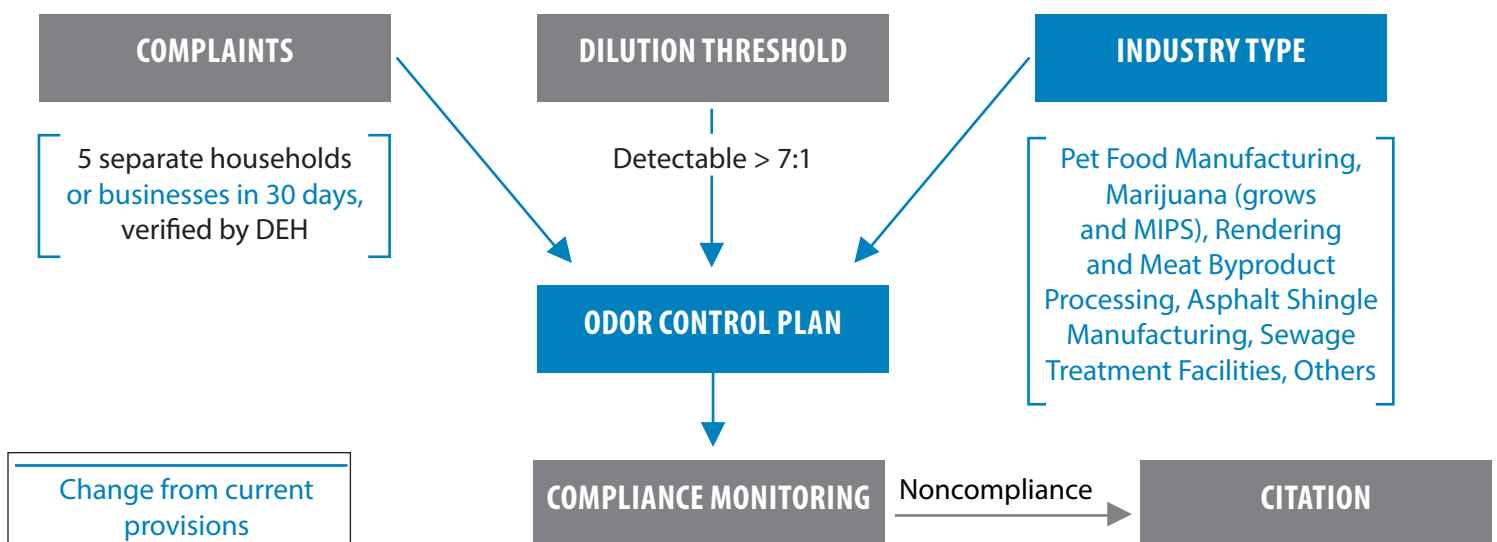 COMPLAINTS
5 separate households
or businesses in 30 days,
verified by DEH
DILUTION THRESHOLD
Detectable > 7:1
INDUSTRY TYPE
Pet Food Manufacturing,
Marijuana (grows
and MIPS), Rendering
and Meat Byproduct
Processing, Asphalt Shingle
Manufacturing, Sewage
Treatment Facilities, Others
ODOR CONTROL PLAN
COMPLIANCE MONITORING
Noncompliance
CITATION
Change from current
provisions